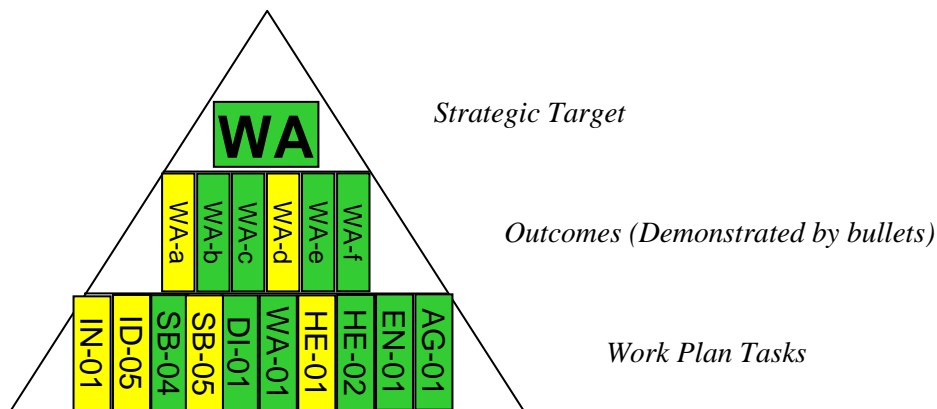 WA
Strategic Target
WA-a
WA-b
WA-c
WA-d
WA-e
WA-f
Outcomes (Demonstrated by bullets)
IN-01
ID-05
SB-04
SB-05
DI-01
WA-01
HE-01
HE-02
EN-01
AG-01
Work Plan Tasks